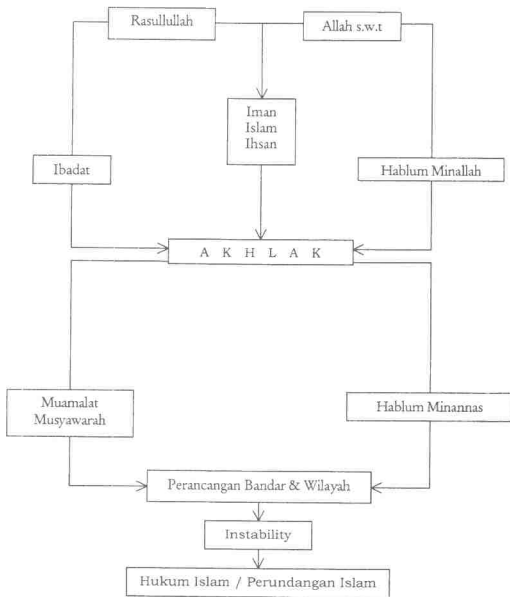 Rasullullah
Allah s.w.t
Iman
Islam
Ihsan
Ibadat
Hablum Minallah
A K H L A K
Muamalat
Musyawarah
Hablum Minannas
Perancangan Bandar & Wilayah
Instability
Hukum Islam / Perundangan Islam